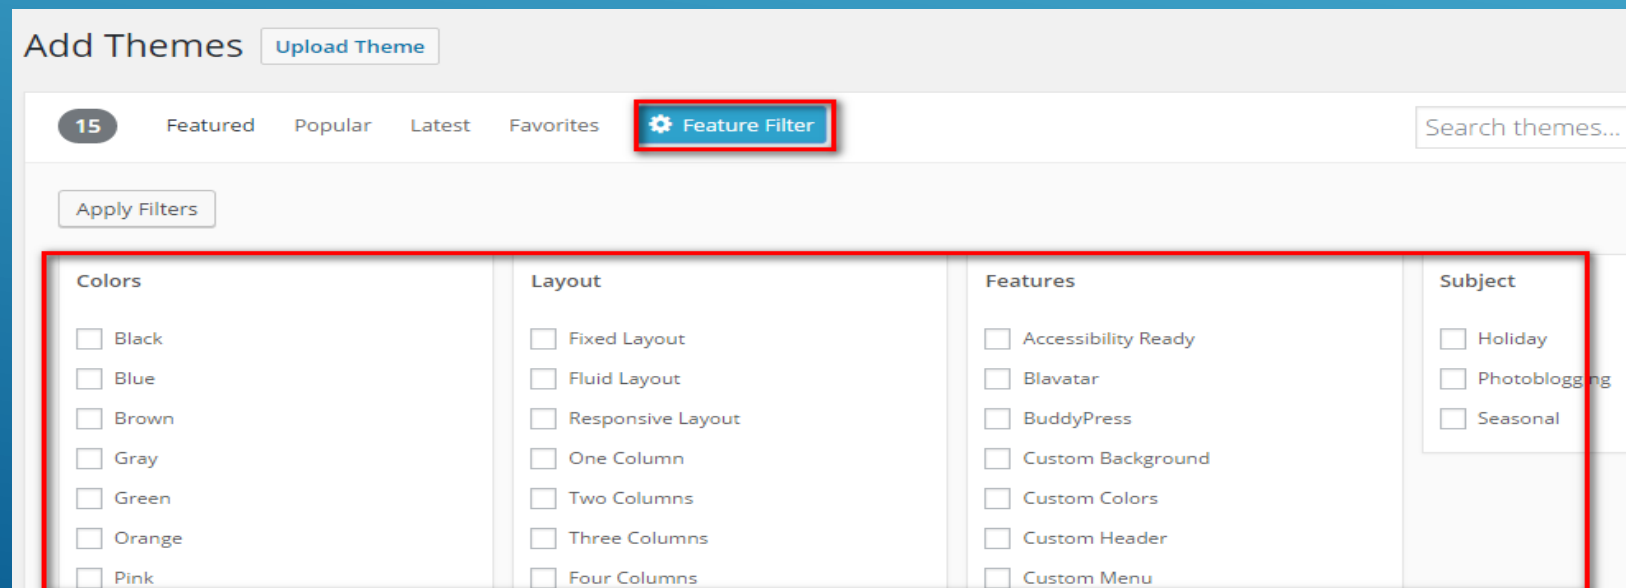 Add Themes Upload Theme
15 Featured Popular Latest Favorites Feature Filter Search themes...
Apply Filters
Colors
Black
Blue
Brown
Gray
Green
Orange
Pink
Layout
Fixed Layout
Fluid Layout
Responsive Layout
One Column
Two Columns
Three Columns
Four Columns
Features
Accessibility Ready
Blavatar
BuddyPress
Custom Background
Custom Colors
Custom Header
Custom Menu
Subject
Holiday
Photoblogging
Seasonal